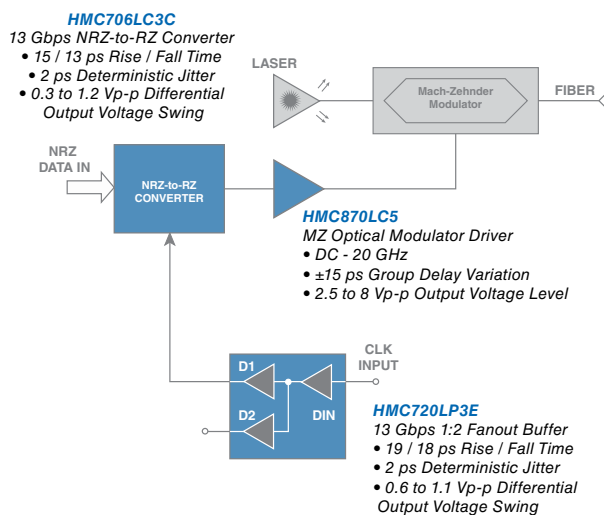 HMC706LC3C
13 Gbps NRZ-to-RZ Converter
• 15 / 13 ps Rise / Fall Time
• 2 ps Deterministic Jitter
• 0.3 to 1.2 Vp-p Differential
Output Voltage Swing
LASER
Mach-Zehnder
Modulator
FIBER
NRZ
DATA IN
NRZ-to-RZ
CONVERTER
HMC870LC5
MZ Optical Modulator Driver
• DC - 20 GHz
• ±15 ps Group Delay Variation
• 2.5 to 8 Vp-p Output Voltage Level
CLK
INPUT
D1
D2
DIN
HMC720LP3E
13 Gbps 1:2 Fanout Buffer
• 19 / 18 ps Rise / Fall Time
• 2 ps Deterministic Jitter
• 0.6 to 1.1 Vp-p Differential
Output Voltage Swing